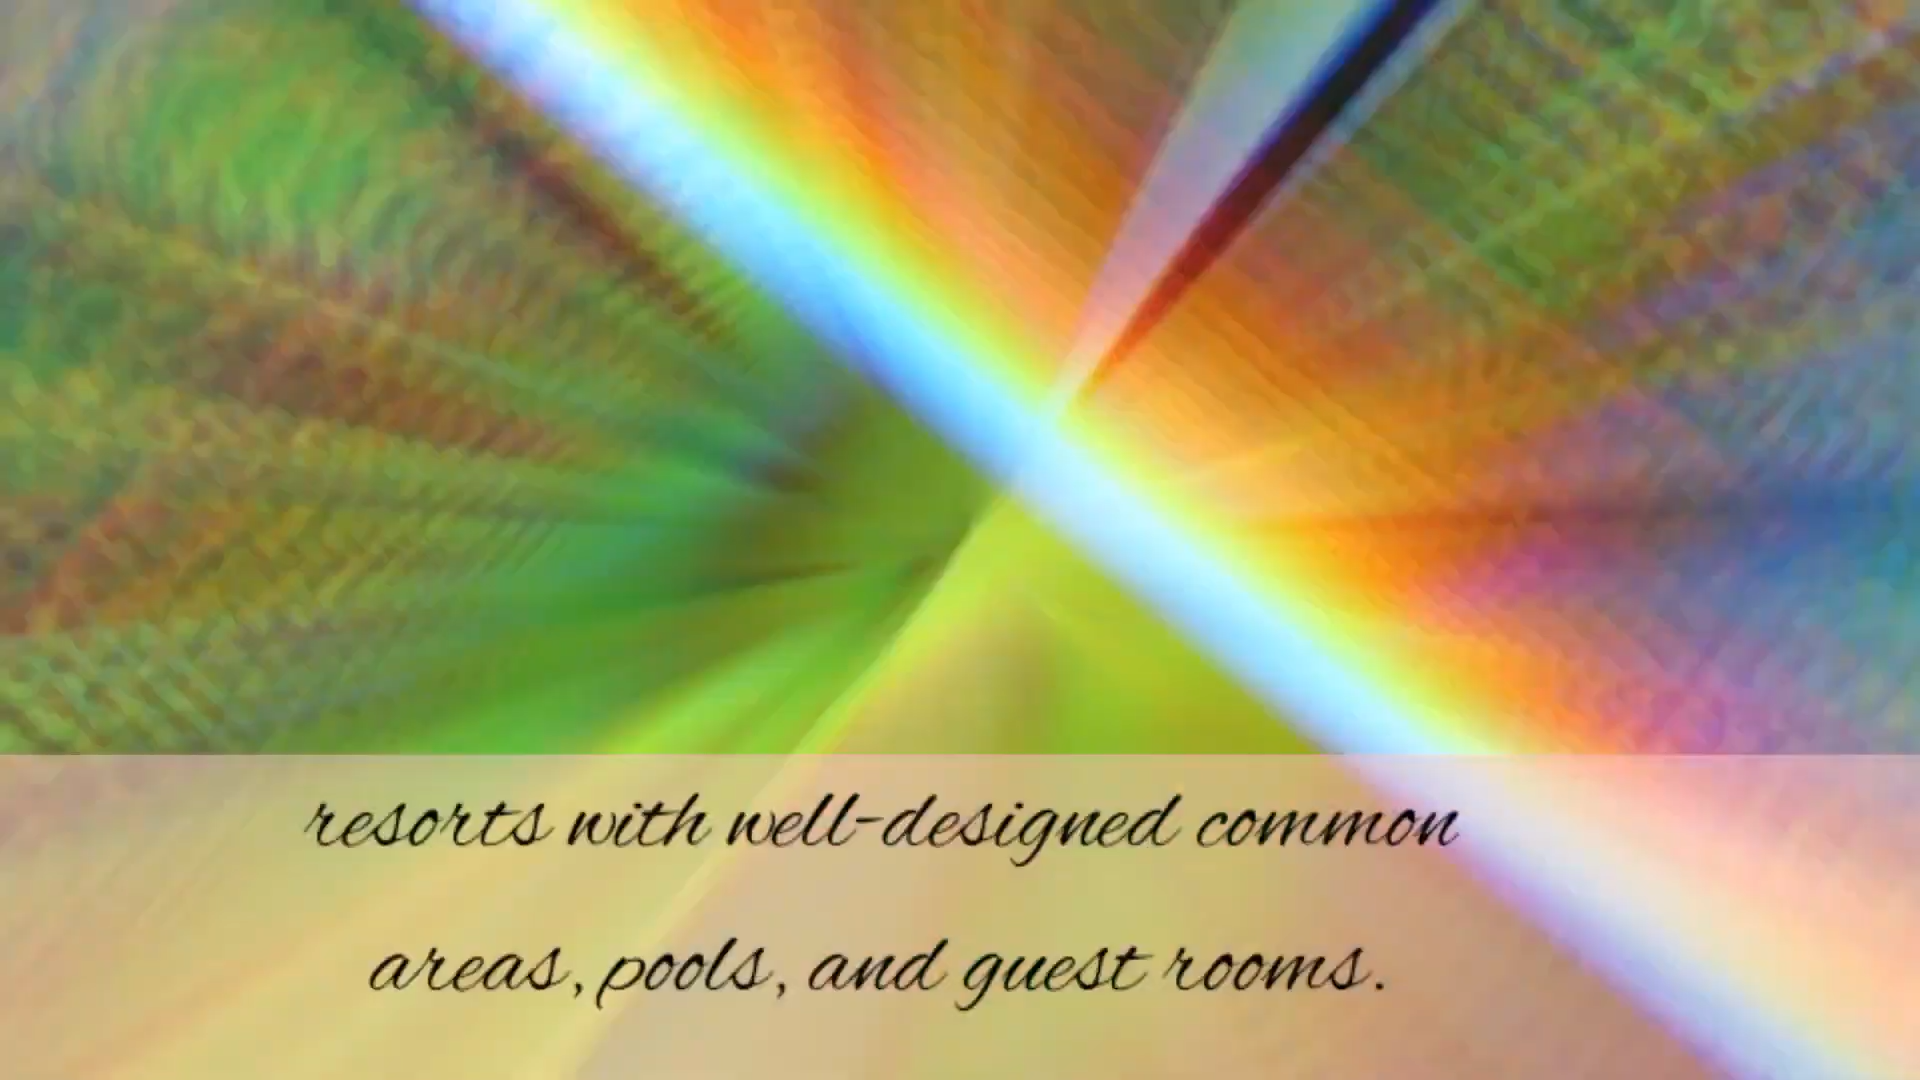 resorts with well-designed common
areas, pools, and guest rooms.